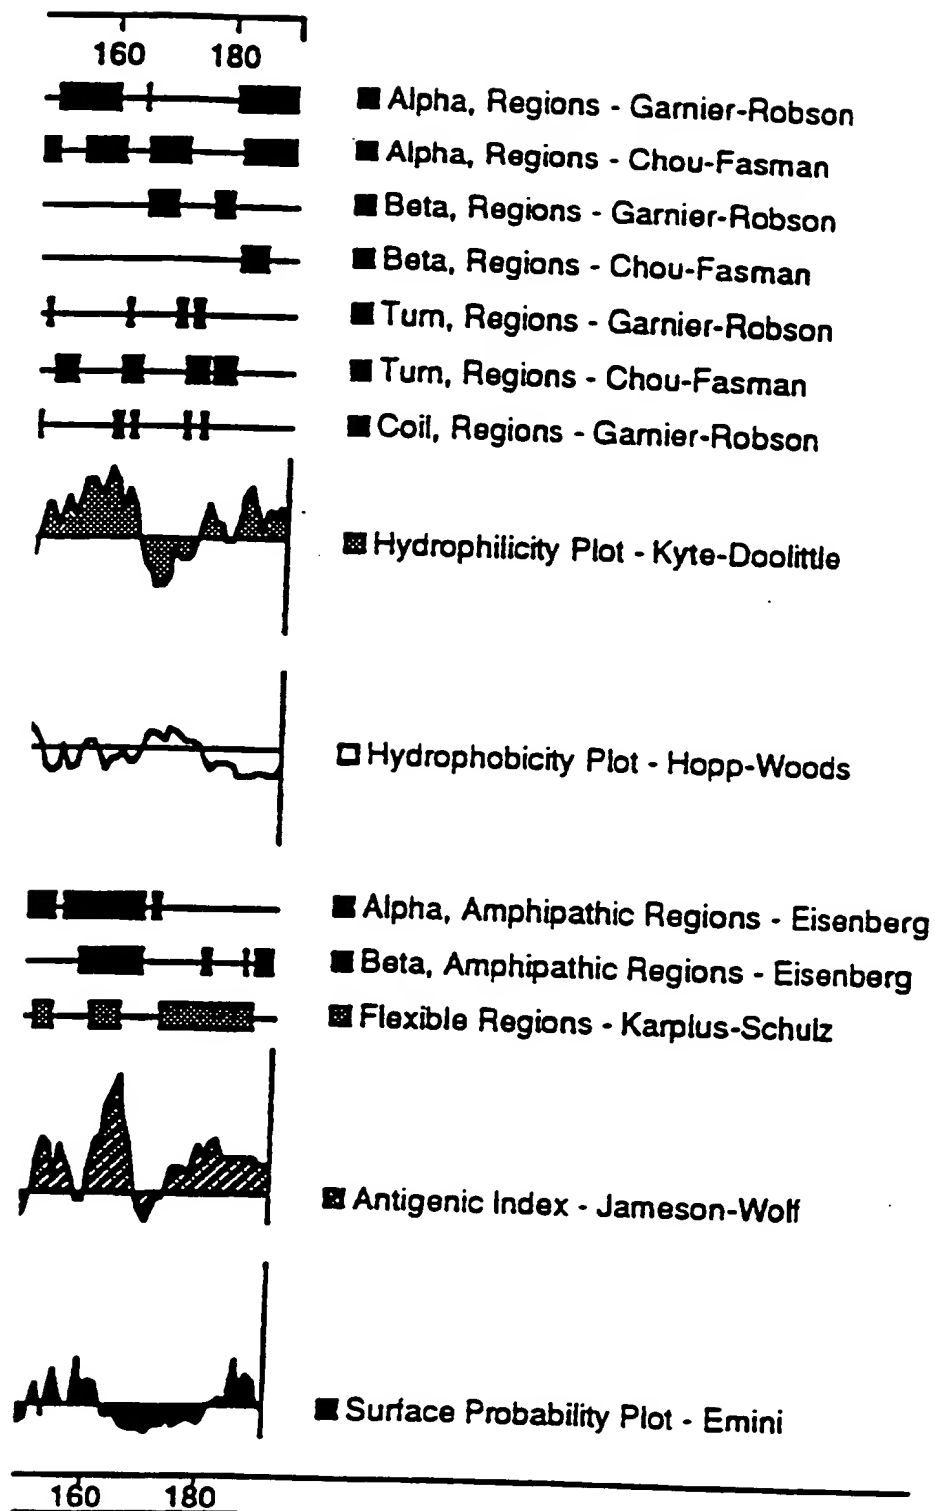 160 180
Alpha, Regions - Garnier-Robson
Alpha, Regions - Chou-Fasman
Beta, Regions - Garnier-Robson
Beta, Regions - Chou-Fasman
Turn, Regions - Garnier-Robson
Turn, Regions - Chou-Fasman
Coil, Regions - Garnier-Robson
Hydrophilicity Plot - Kyte-Doolittle
Hydrophobicity Plot - Hopp-Woods
Alpha, Amphipathic Regions - Eisenberg
Beta, Amphipathic Regions - Eisenberg
Flexible Regions - Karplus-Schulz
Antigenic Index - Jameson-Wolf
Surface Probability Plot - Emini
160 180